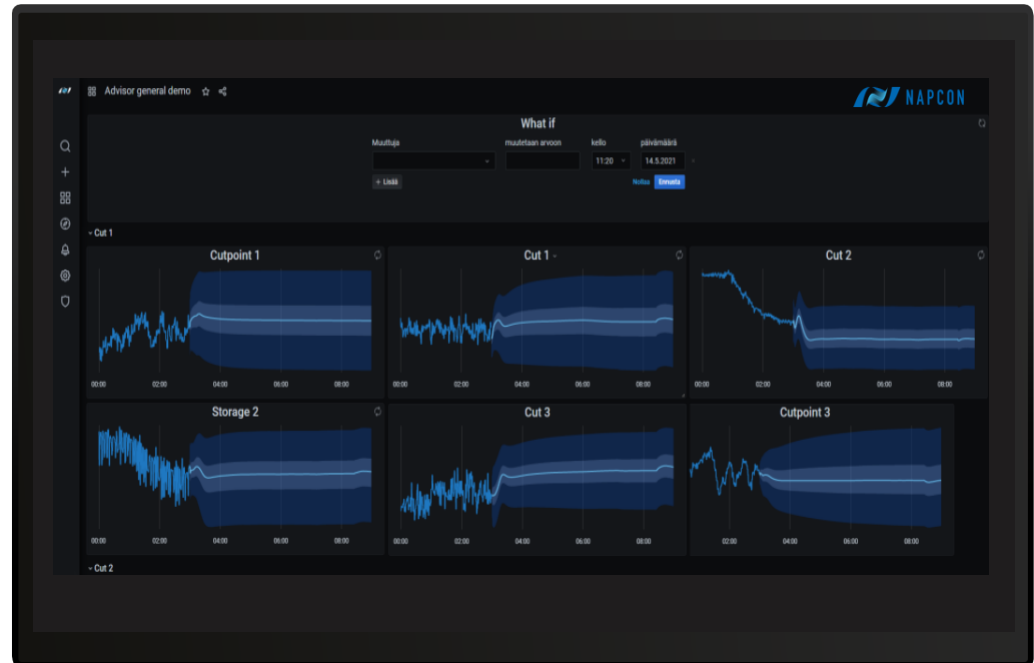 Advisor general demo
NAPCON
What if
Muuttuja muutetaan arvoon kello päivämäärä
11:20 14.5.2021
+ Lisää Nollaa Ennusta
Cut 1
Cutpoint 1 Cut 1 Cut 2
00:00 02:00 04:00 06:00 08:00 00:00 02:00 04:00 06:00 08:00 00:00 02:00 04:00 06:00 08:00
Storage 2 Cut 3 Cutpoint 3
00:00 02:00 04:00 06:00 08:00 00:00 02:00 04:00 06:00 08:00 02:00 04:00 06:00 08:00
Cut 2